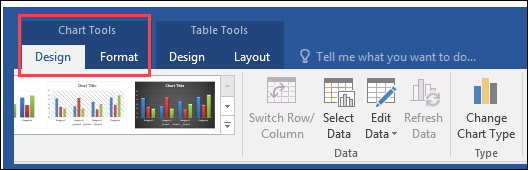 Chart Tools
Table Tools
Design
Format
Design
Layout
Tell me what you want to do...
Chart Title
Chart Title
Switch Row/
Column
Select
Data
Edit
Data
Refresh
Data
Change
Chart Type
Data
Type